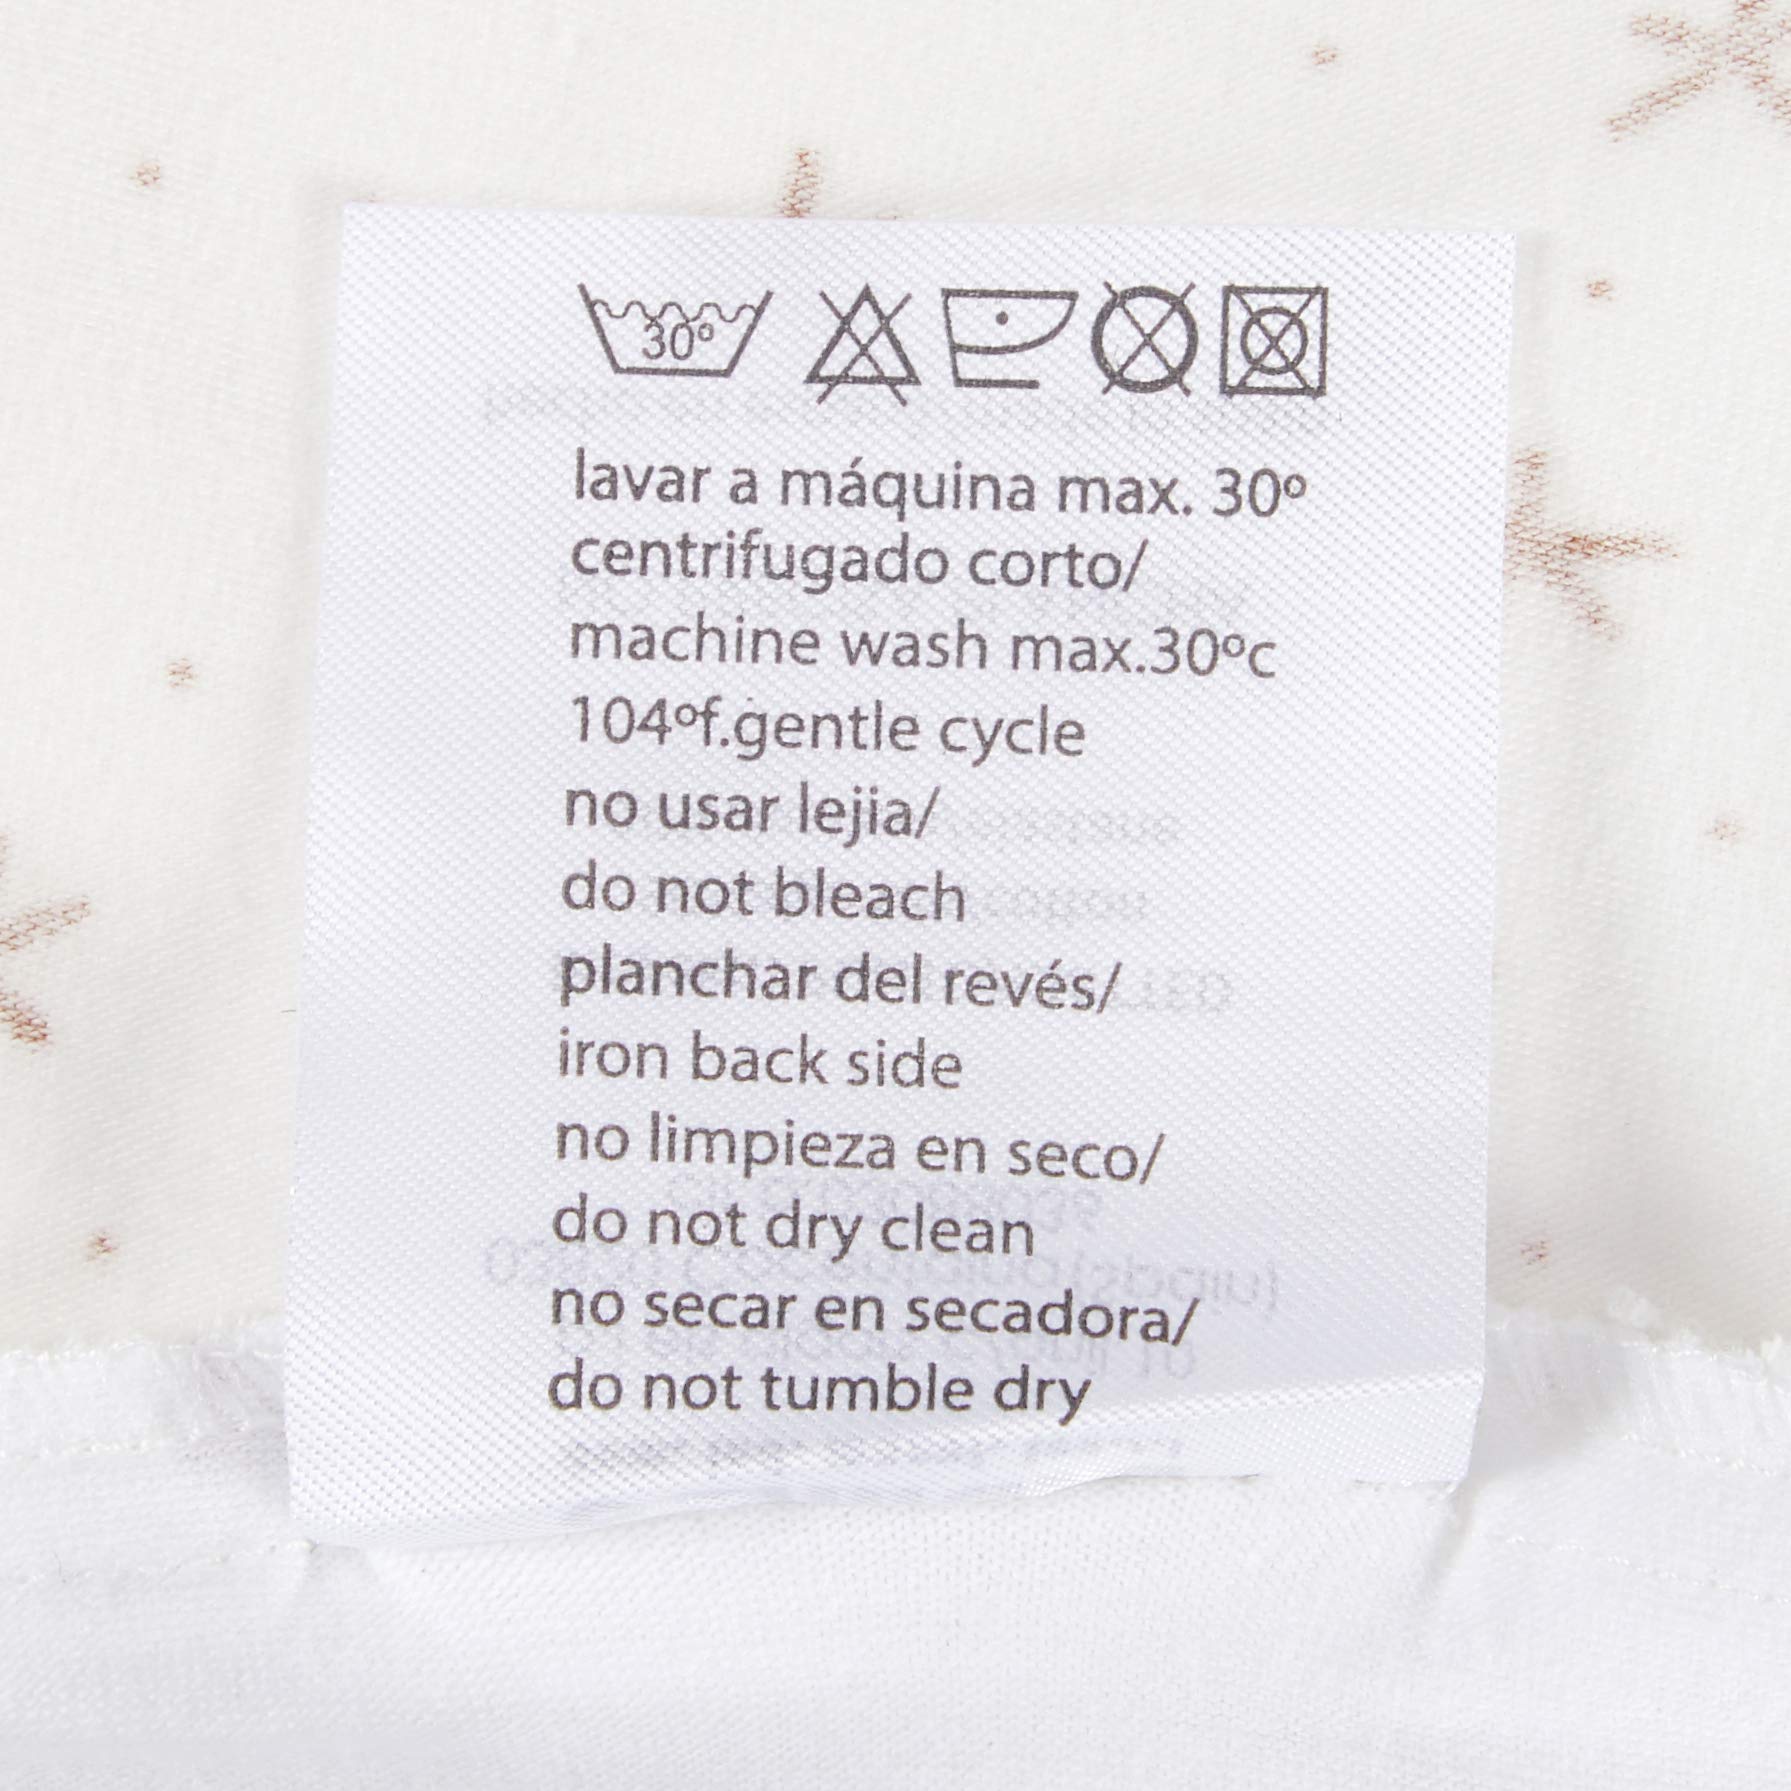 30º
lavar a máquina max. 30º
centrifugado corto/
machine wash max.30ºc
104ºf.gentle cycle
no usar lejia/
do not bleach
planchar del revés/
iron back side
no limpieza en seco/
do not dry clean
no secar en secadora/
do not tumble dry